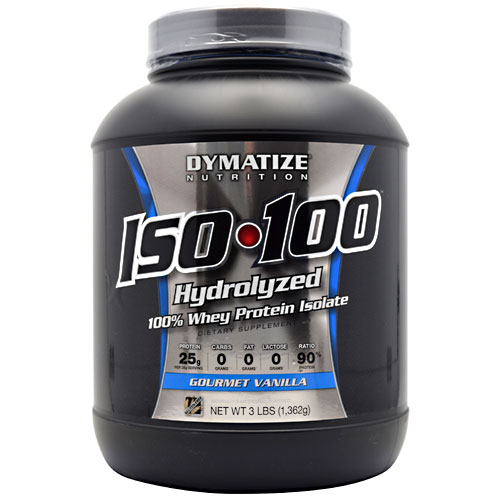 DYMATIZE
NUTRITION
ISO•100
Hydrolyzed
100% Whey Protein Isolate
DIETARY SUPPLEMENT
PROTEIN CARBS FAT LACTOSE RATIO
25g 0 0 0 90%
GRAMS GRAMS GRAMS PROTEIN
GOURMET VANILLA
NET WT 3 LBS (1,362g)